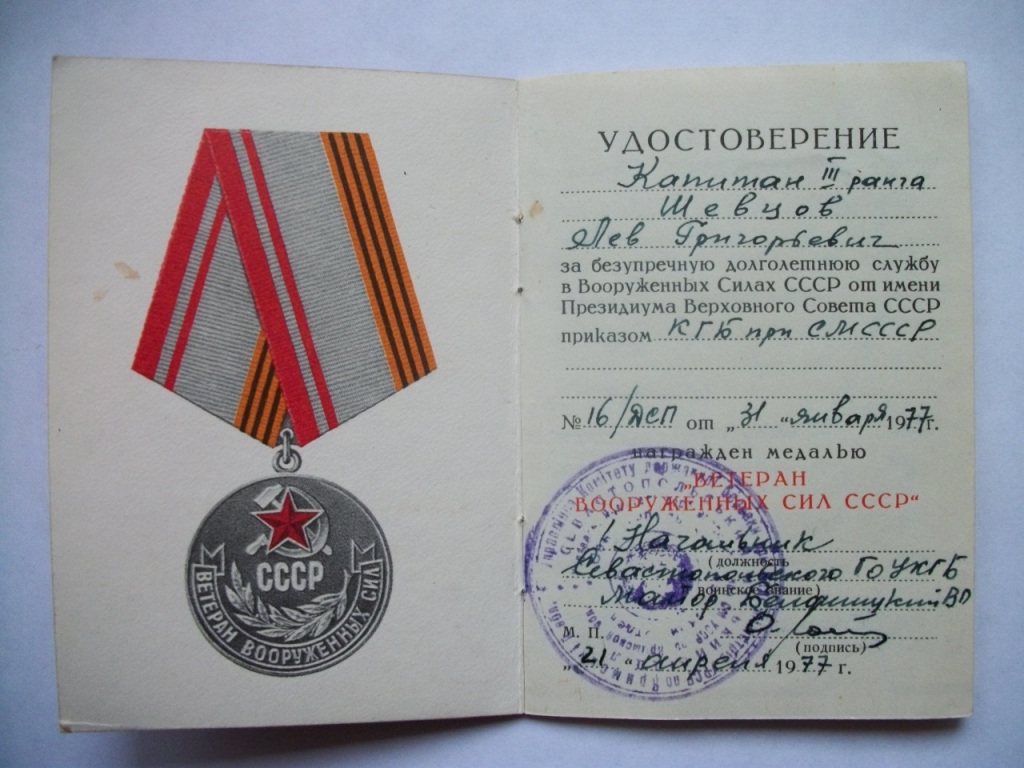 СССР
ВЕТЕРАН ВООРУЖЕННЫХ СИЛ
УДОСТОВЕРЕНИЕ
Капитан III ранга
Шевцов
Лев Григорьевич
за безупречную долголетнюю службу
в Вооруженных Силах СССР от имени
Президиума Верховного Совета СССР
приказом КГБ при СМ СССР
№ 16/ДСП от „31" января 1977 г.
награжден медалью
„ВЕТЕРАН
ВООРУЖЕННЫХ СИЛ СССР"
Начальник
(должность
Севастопольского ГО УКГБ
воинское звание)
Майор
М. П.
(подпись)
„21" апреля 1977 г.